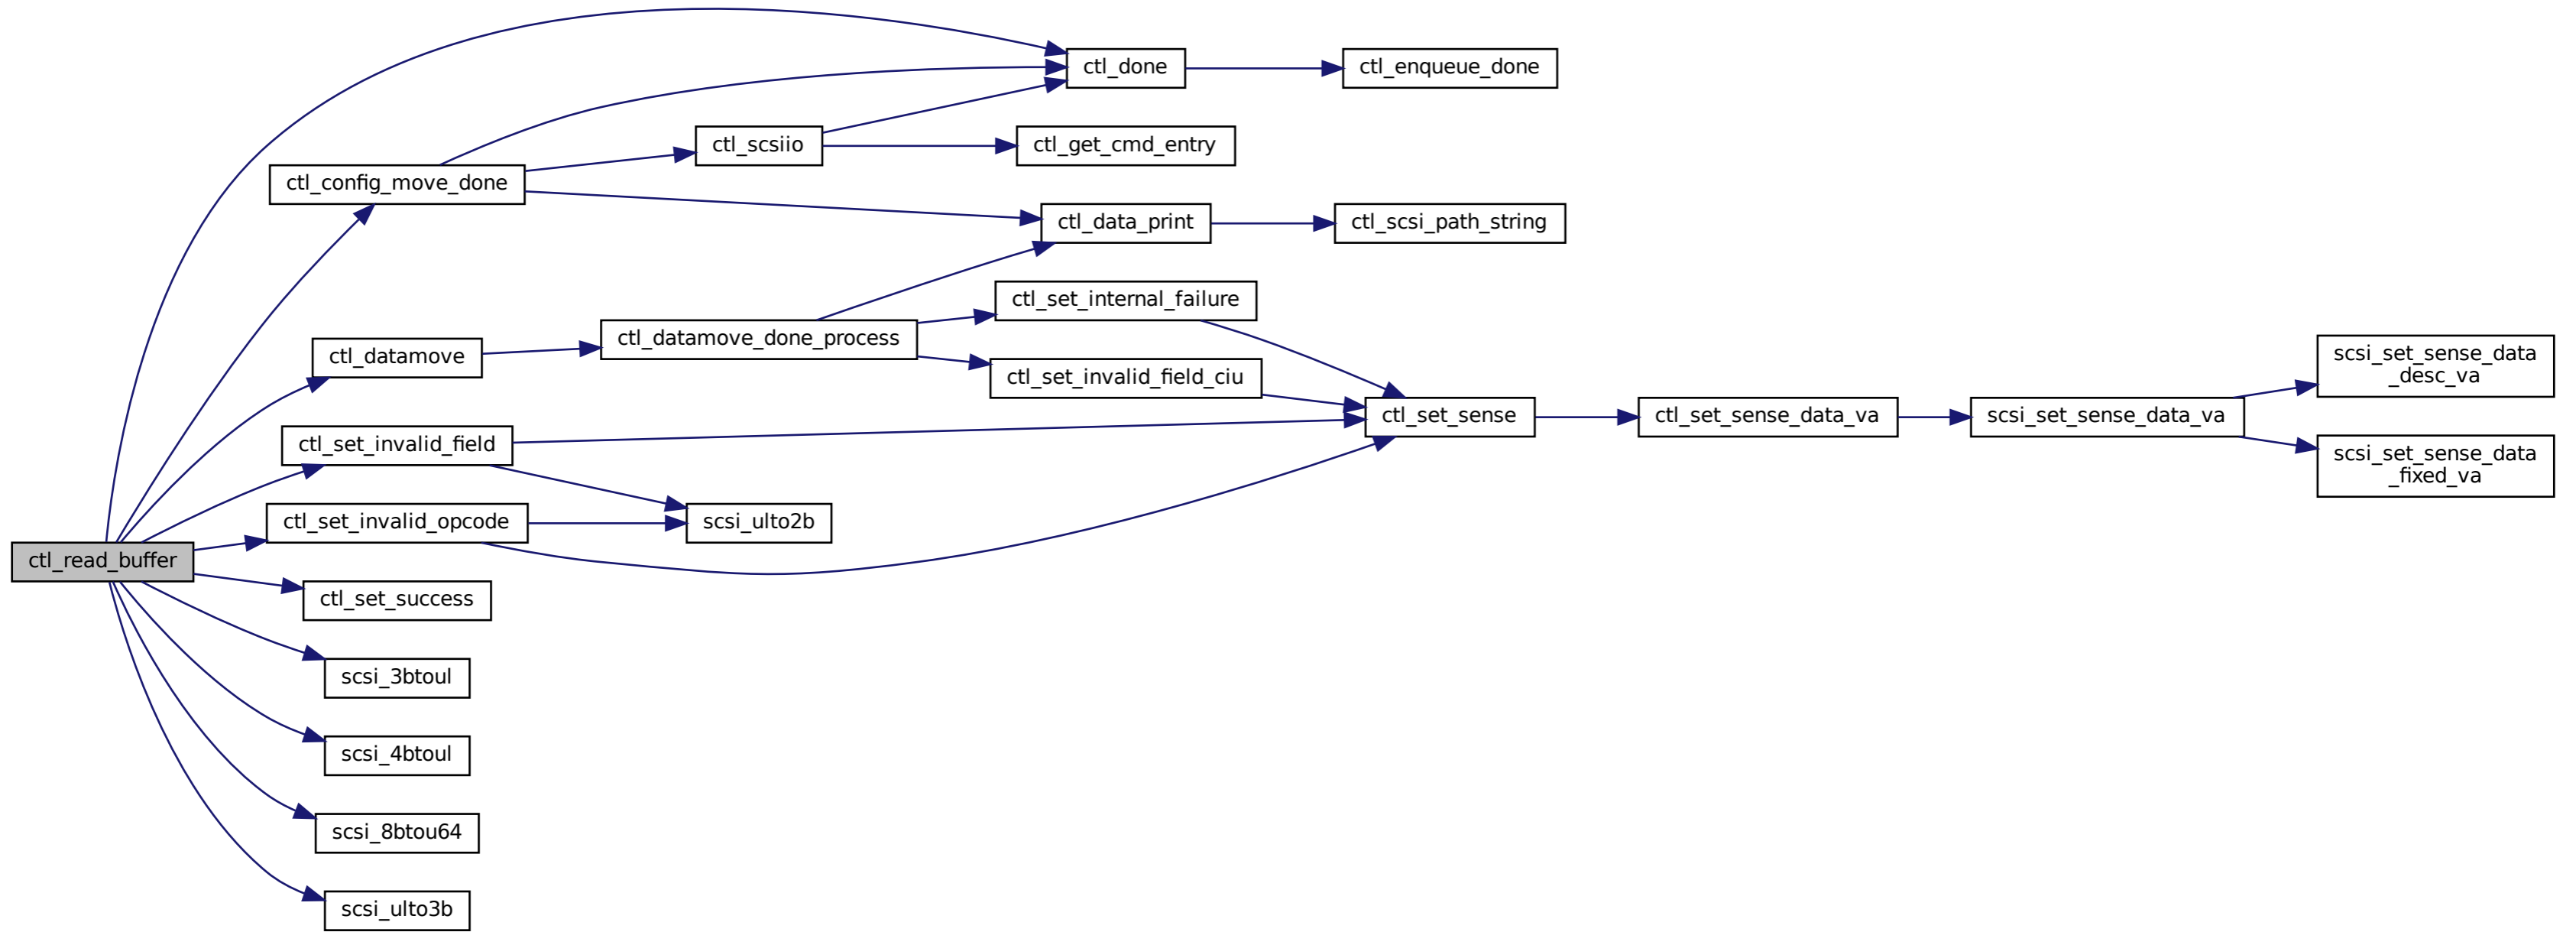 ctl_done
ctl_enqueue_done
ctl_scsiio
ctl_get_cmd_entry
ctl_config_move_done
ctl_data_print
ctl_scsi_path_string
ctl_set_internal_failure
ctl_datamove_done_process
ctl_datamove
ctl_set_invalid_field_ciu
scsi_set_sense_data
_desc_va
ctl_set_sense
ctl_set_sense_data_va
scsi_set_sense_data_va
ctl_set_invalid_field
scsi_set_sense_data
_fixed_va
ctl_set_invalid_opcode
scsi_ulto2b
ctl_read_buffer
ctl_set_success
scsi_3btoul
scsi_4btoul
scsi_8btou64
scsi_ulto3b